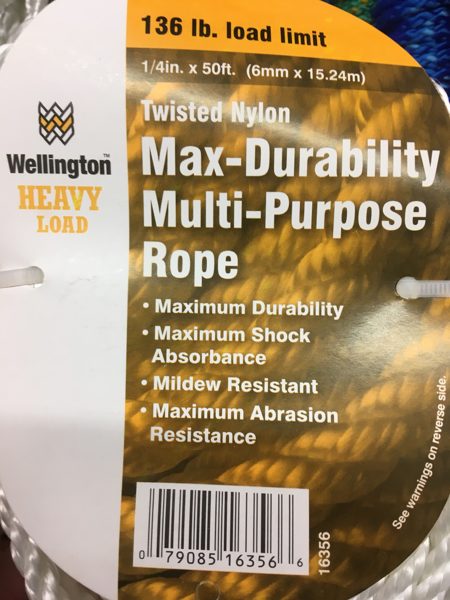 136 lb. load limit
1/4in. x 50ft. (6mm x 15.24m)
Wellington™
HEAVY
LOAD
Twisted Nylon
Max-Durability
Multi-Purpose
Rope
• Maximum Durability
• Maximum Shock
Absorbance
• Mildew Resistant
• Maximum Abrasion
Resistance
See warnings on reverse side.
0 79085 16356 6
16356